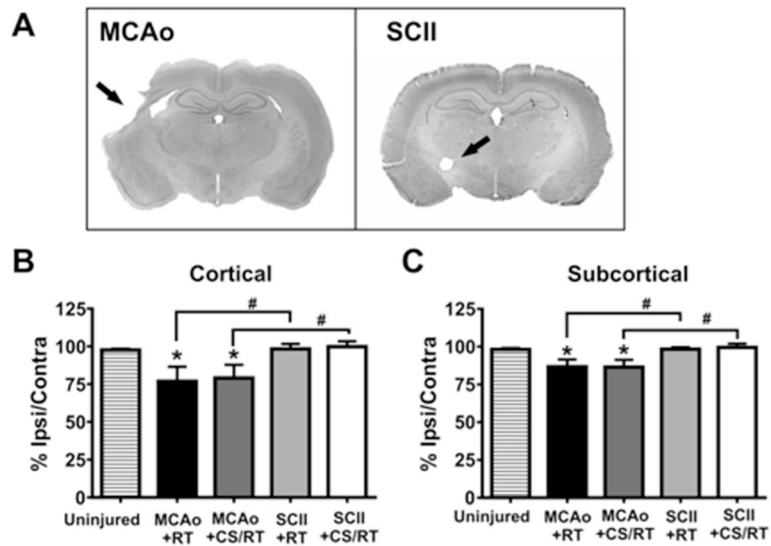 A
MCAo
SCII
B
Cortical
% Ipsi/Contra
125
100
75
50
25
0
#
#
*
*
Uninjured
MCAo
+RT
MCAo
+CS/RT
SCII
+RT
SCII
+CS/RT
C
Subcortical
% Ipsi/Contra
125
100
75
50
25
0
#
#
*
*
Uninjured
MCAo
+RT
MCAo
+CS/RT
SCII
+RT
SCII
+CS/RT